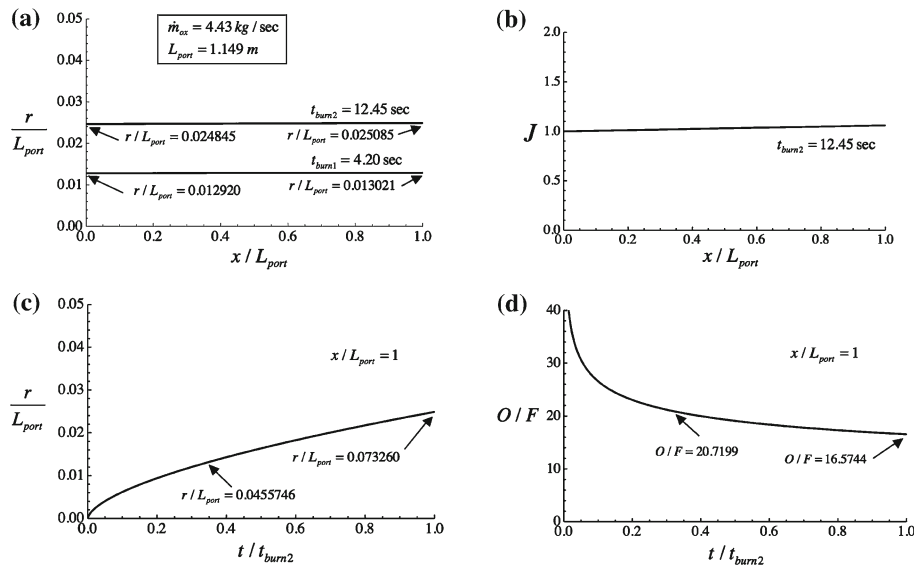 (a)
0.05
0.04
0.03
0.02
0.01
0.00
r / L_port
ṁ_ox = 4.43 kg / sec
L_port = 1.149 m
t_burn2 = 12.45 sec
r / L_port = 0.024845
r / L_port = 0.025085
t_burn1 = 4.20 sec
r / L_port = 0.012920
r / L_port = 0.013021
0.0 0.2 0.4 0.6 0.8 1.0
x / L_port
(b)
2.0
1.5
1.0
0.5
0.0
J
t_burn2 = 12.45 sec
0.0 0.2 0.4 0.6 0.8 1.0
x / L_port
(c)
0.05
0.04
0.03
0.02
0.01
0.00
r / L_port
x / L_port = 1
r / L_port = 0.073260
r / L_port = 0.0455746
0.0 0.2 0.4 0.6 0.8 1.0
t / t_burn2
(d)
40
30
20
10
0
O / F
x / L_port = 1
O / F = 20.7199
O / F = 16.5744
0.0 0.2 0.4 0.6 0.8 1.0
t / t_burn2